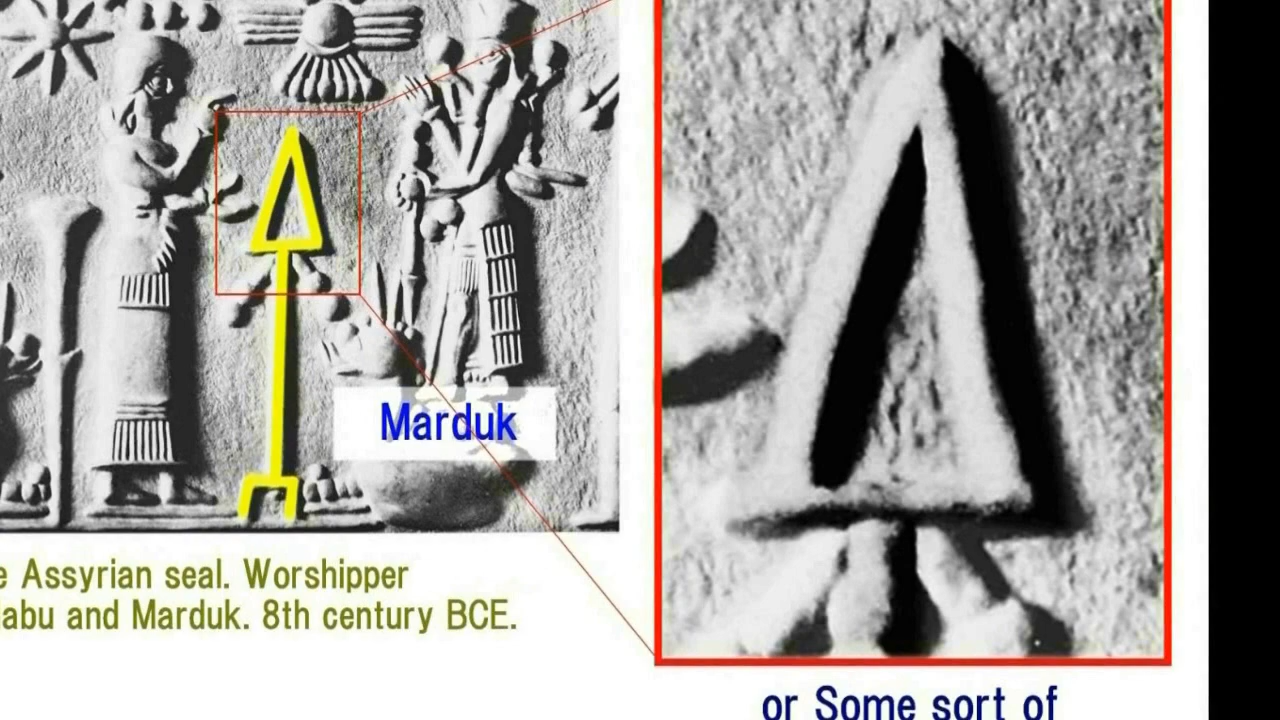 Marduk
e Assyrian seal. Worshipper
abu and Marduk. 8th century BCE.
or Some sort of